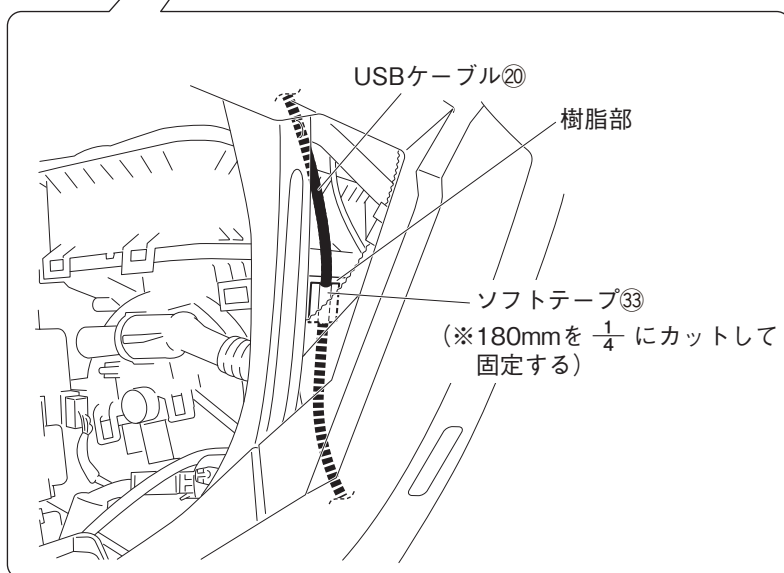 USBケーブル⑳
樹脂部
ソフトテープ㉝
(※180mmを 1/4 にカットして
固定する)